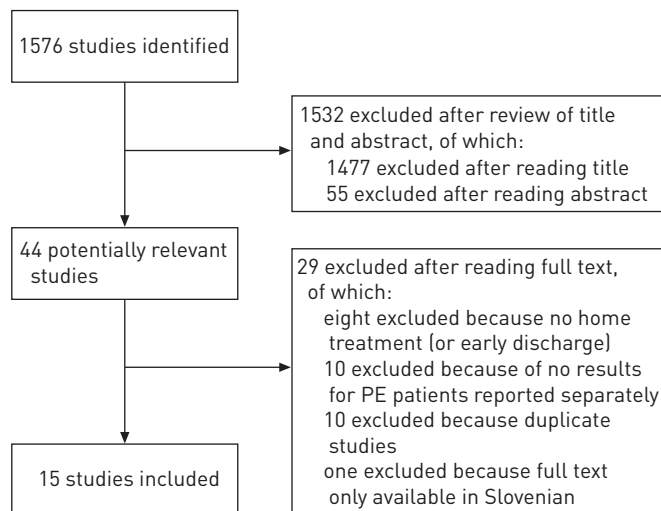 1576 studies identified
1532 excluded after review of title
and abstract, of which:
1477 excluded after reading title
55 excluded after reading abstract
44 potentially relevant
studies
29 excluded after reading full text,
of which:
eight excluded because no home
treatment (or early discharge)
10 excluded because of no results
for PE patients reported separately
10 excluded because duplicate
studies
one excluded because full text
only available in Slovenian
15 studies included